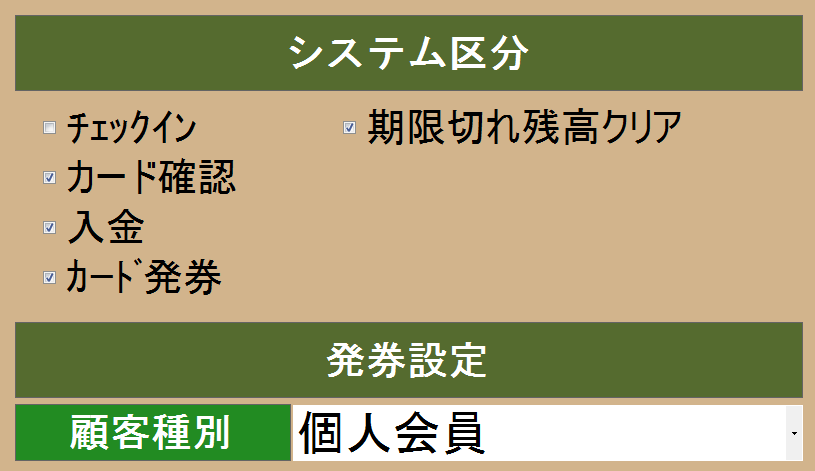 システム区分
ﾁｪｯｸｲﾝ
期限切れ残高クリア
カード確認
入金
ｶｰﾄﾞ発券
発券設定
顧客種別
個人会員